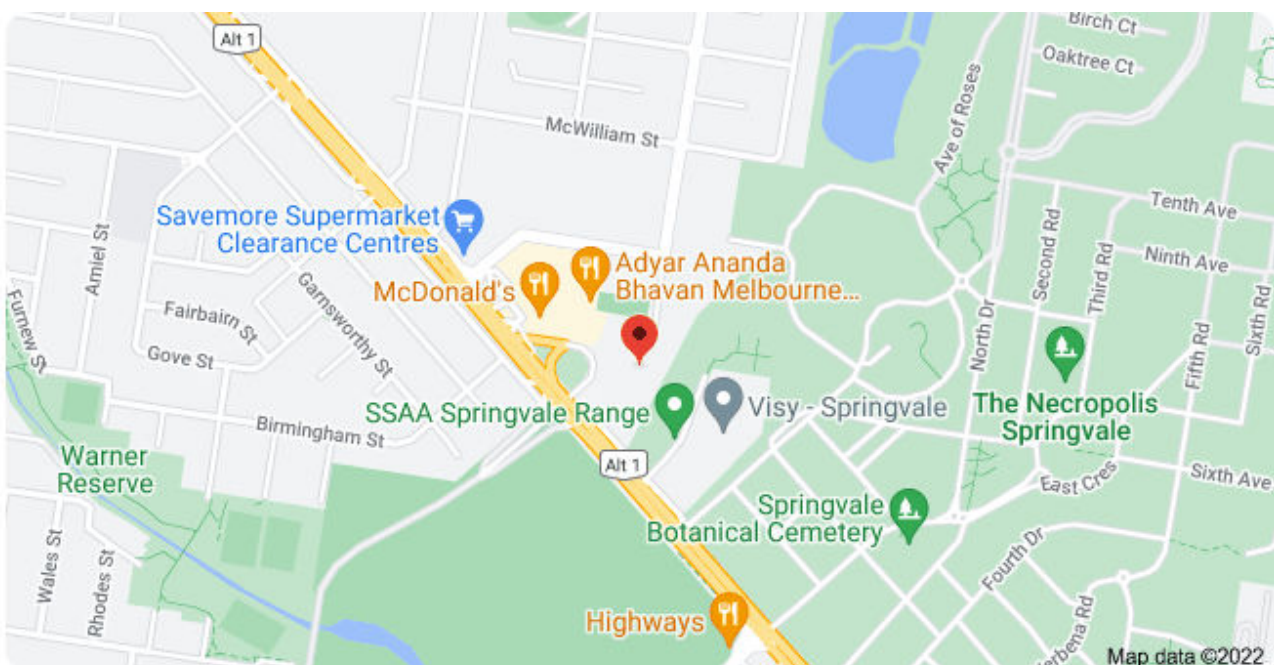 Alt 1
Birch Ct
Oaktree Ct
Ave of Roses
McWilliam St
Tenth Ave
Savemore Supermarket
Clearance Centres
Amiel St
Second Rd
Third Rd
Ninth Ave
Adyar Ananda
Bhavan Melbourne...
McDonald's
Garnsworthy St
Furnew St
Fairbairn St
Gove St
North Dr
Fifth Rd
Sixth Rd
SSAA Springvale Range
Visy - Springvale
The Necropolis
Springvale
Birmingham St
Warner
Reserve
Alt 1
East Cres
Sixth Ave
Springvale
Botanical Cemetery
Wales St
Rhodes St
Fourth Dr
Highways
Rd
Map data ©2022